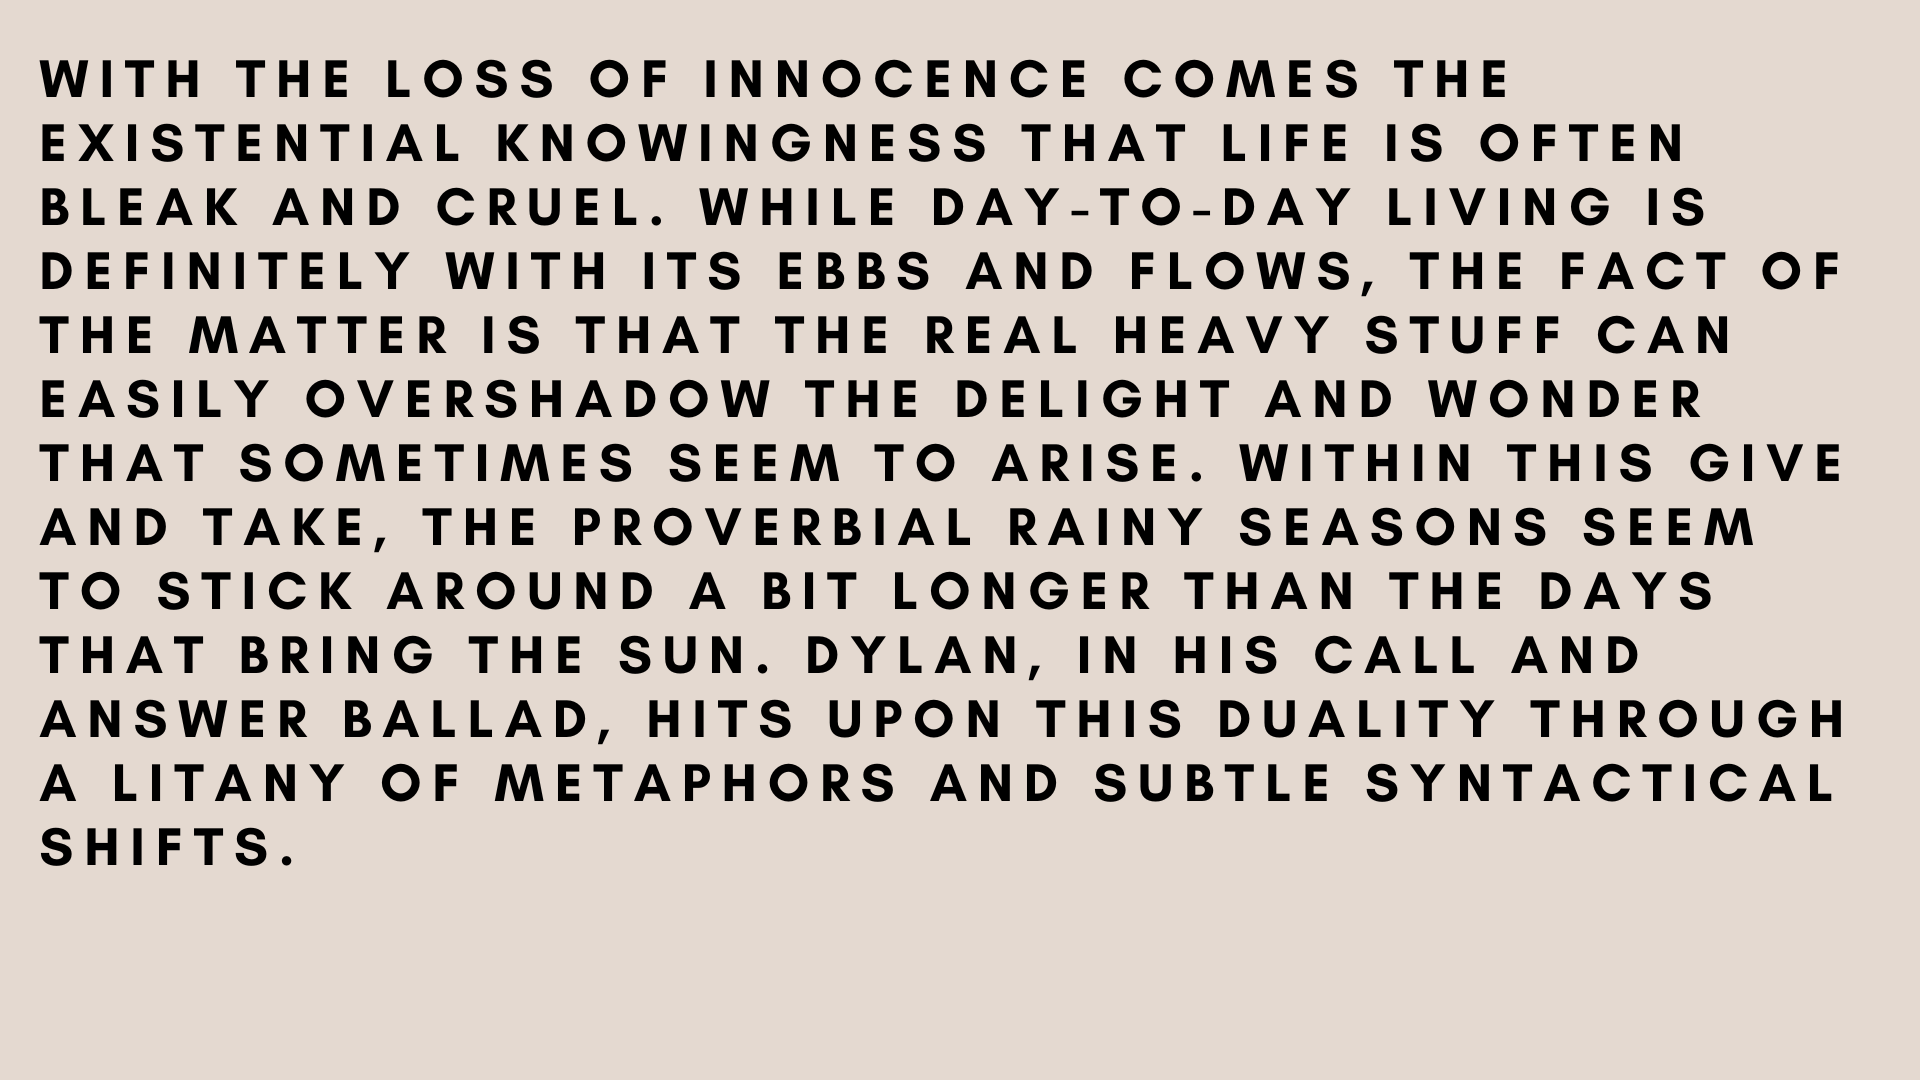 WITH THE LOSS OF INNOCENCE COMES THE
EXISTENTIAL KNOWINGNESS THAT LIFE IS OFTEN
BLEAK AND CRUEL. WHILE DAY-TO-DAY LIVING IS
DEFINITELY WITH ITS EBBS AND FLOWS, THE FACT OF
THE MATTER IS THAT THE REAL HEAVY STUFF CAN
EASILY OVERSHADOW THE DELIGHT AND WONDER
THAT SOMETIMES SEEM TO ARISE. WITHIN THIS GIVE
AND TAKE, THE PROVERBIAL RAINY SEASONS SEEM
TO STICK AROUND A BIT LONGER THAN THE DAYS
THAT BRING THE SUN. DYLAN, IN HIS CALL AND
ANSWER BALLAD, HITS UPON THIS DUALITY THROUGH
A LITANY OF METAPHORS AND SUBTLE SYNTACTICAL
SHIFTS.